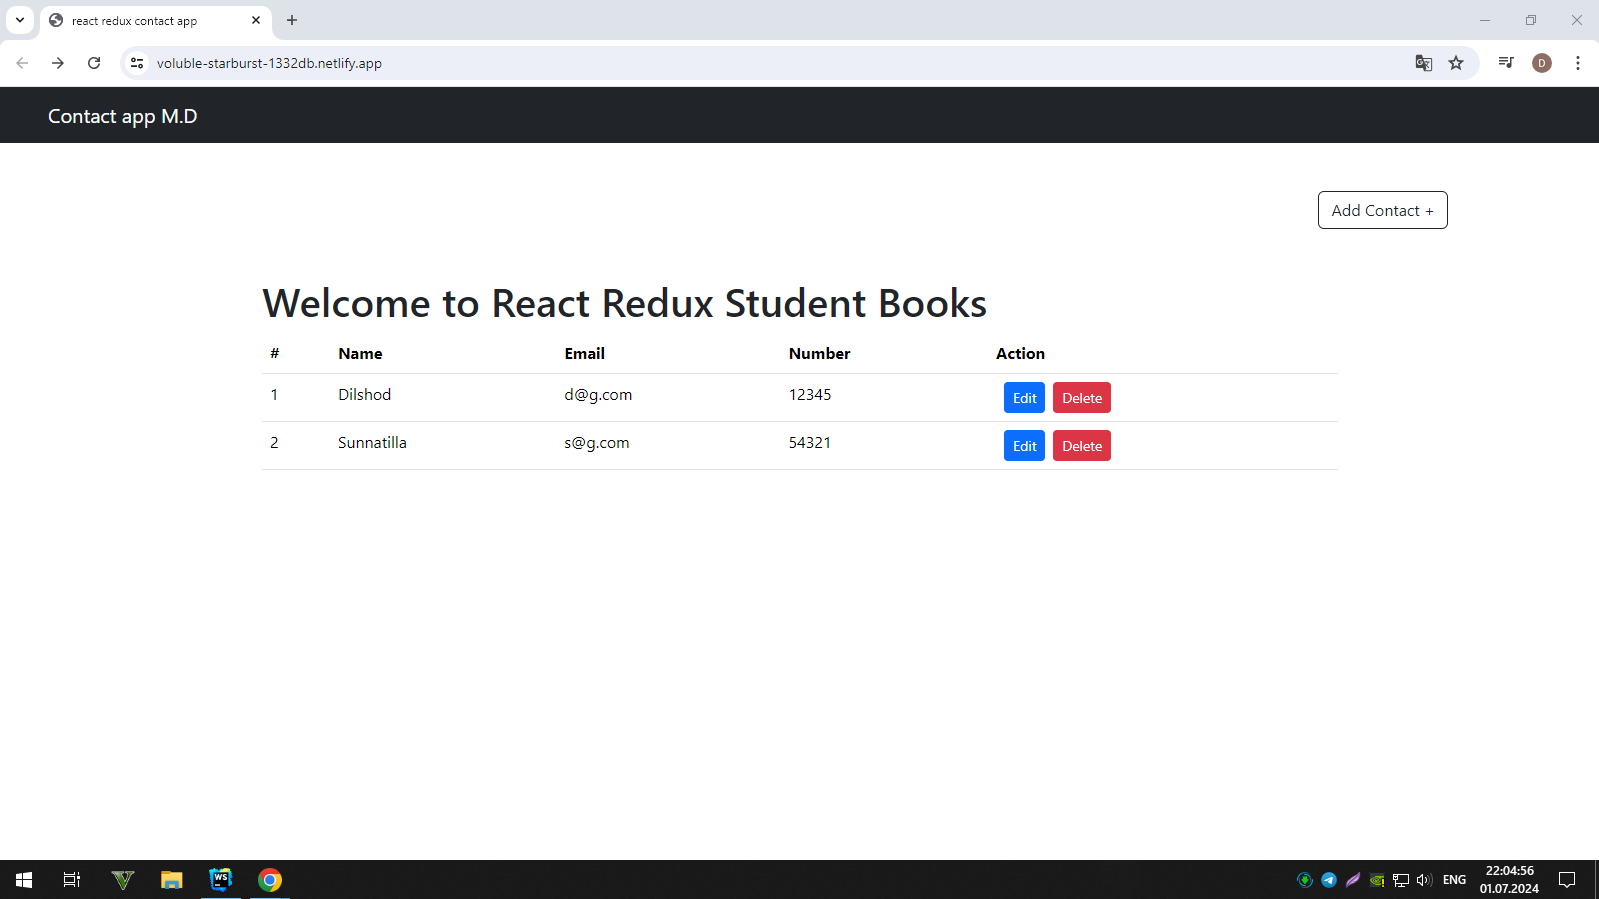 react redux contact app
voluble-starburst-1332db.netlify.app
D
Contact app M.D
Add Contact +
Welcome to React Redux Student Books
# Name Email Number Action
1 Dilshod d@g.com 12345 Edit Delete
2 Sunnatilla s@g.com 54321 Edit Delete
WS
ENG
22:04:56
01.07.2024